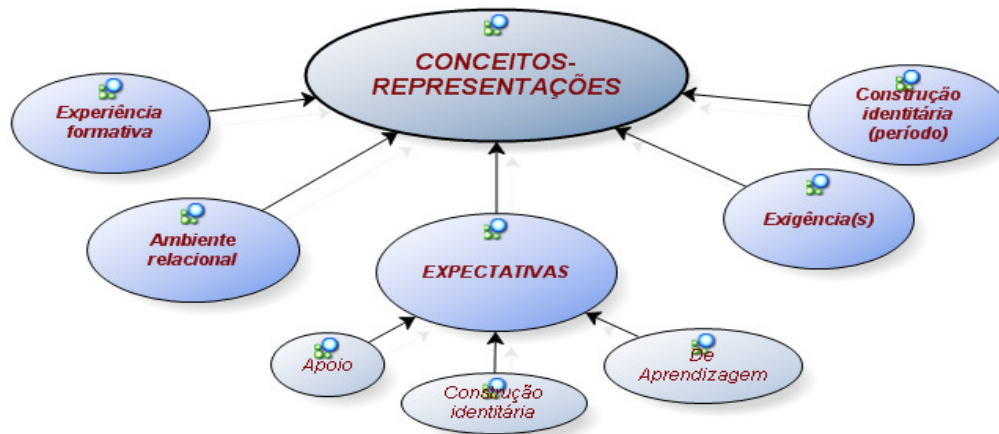 CONCEITOS-
REPRESENTAÇÕES
Experiência
formativa
Construção
identitária
(período)
Ambiente
relacional
Exigência(s)
EXPECTATIVAS
Apoio
Construção
identitária
De
Aprendizagem